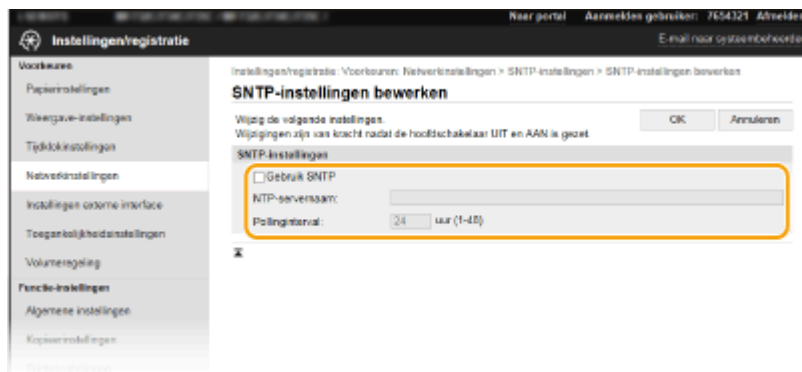 Naar portal Aanmelden gebruiker: 7654321 Afmelden
Instellingen/registratie
E-mail naar systeembeheerde
Voorkeuren
Papierinstellingen
Weergave-instellingen
Tijdklokinstellingen
Netwerkinstellingen
Instellingen externe interface
Toegankelijkheidsinstellingen
Volumeregeling
Functie-instellingen
Algemene instellingen
Kopieerinstellingen
Instellingen/registratie: Voorkeuren: Netwerkinstellingen > SNTP-instellingen > SNTP-instellingen bewerken
SNTP-instellingen bewerken
Wijzig de volgende instellingen.
Wijzigingen zijn van kracht nadat de hoofdschakelaar UIT en AAN is gezet.
OK Annuleren
SNTP-instellingen
Gebruik SNTP
NTP-servernaam:
Pollinginterval: 24 uur (1-48)